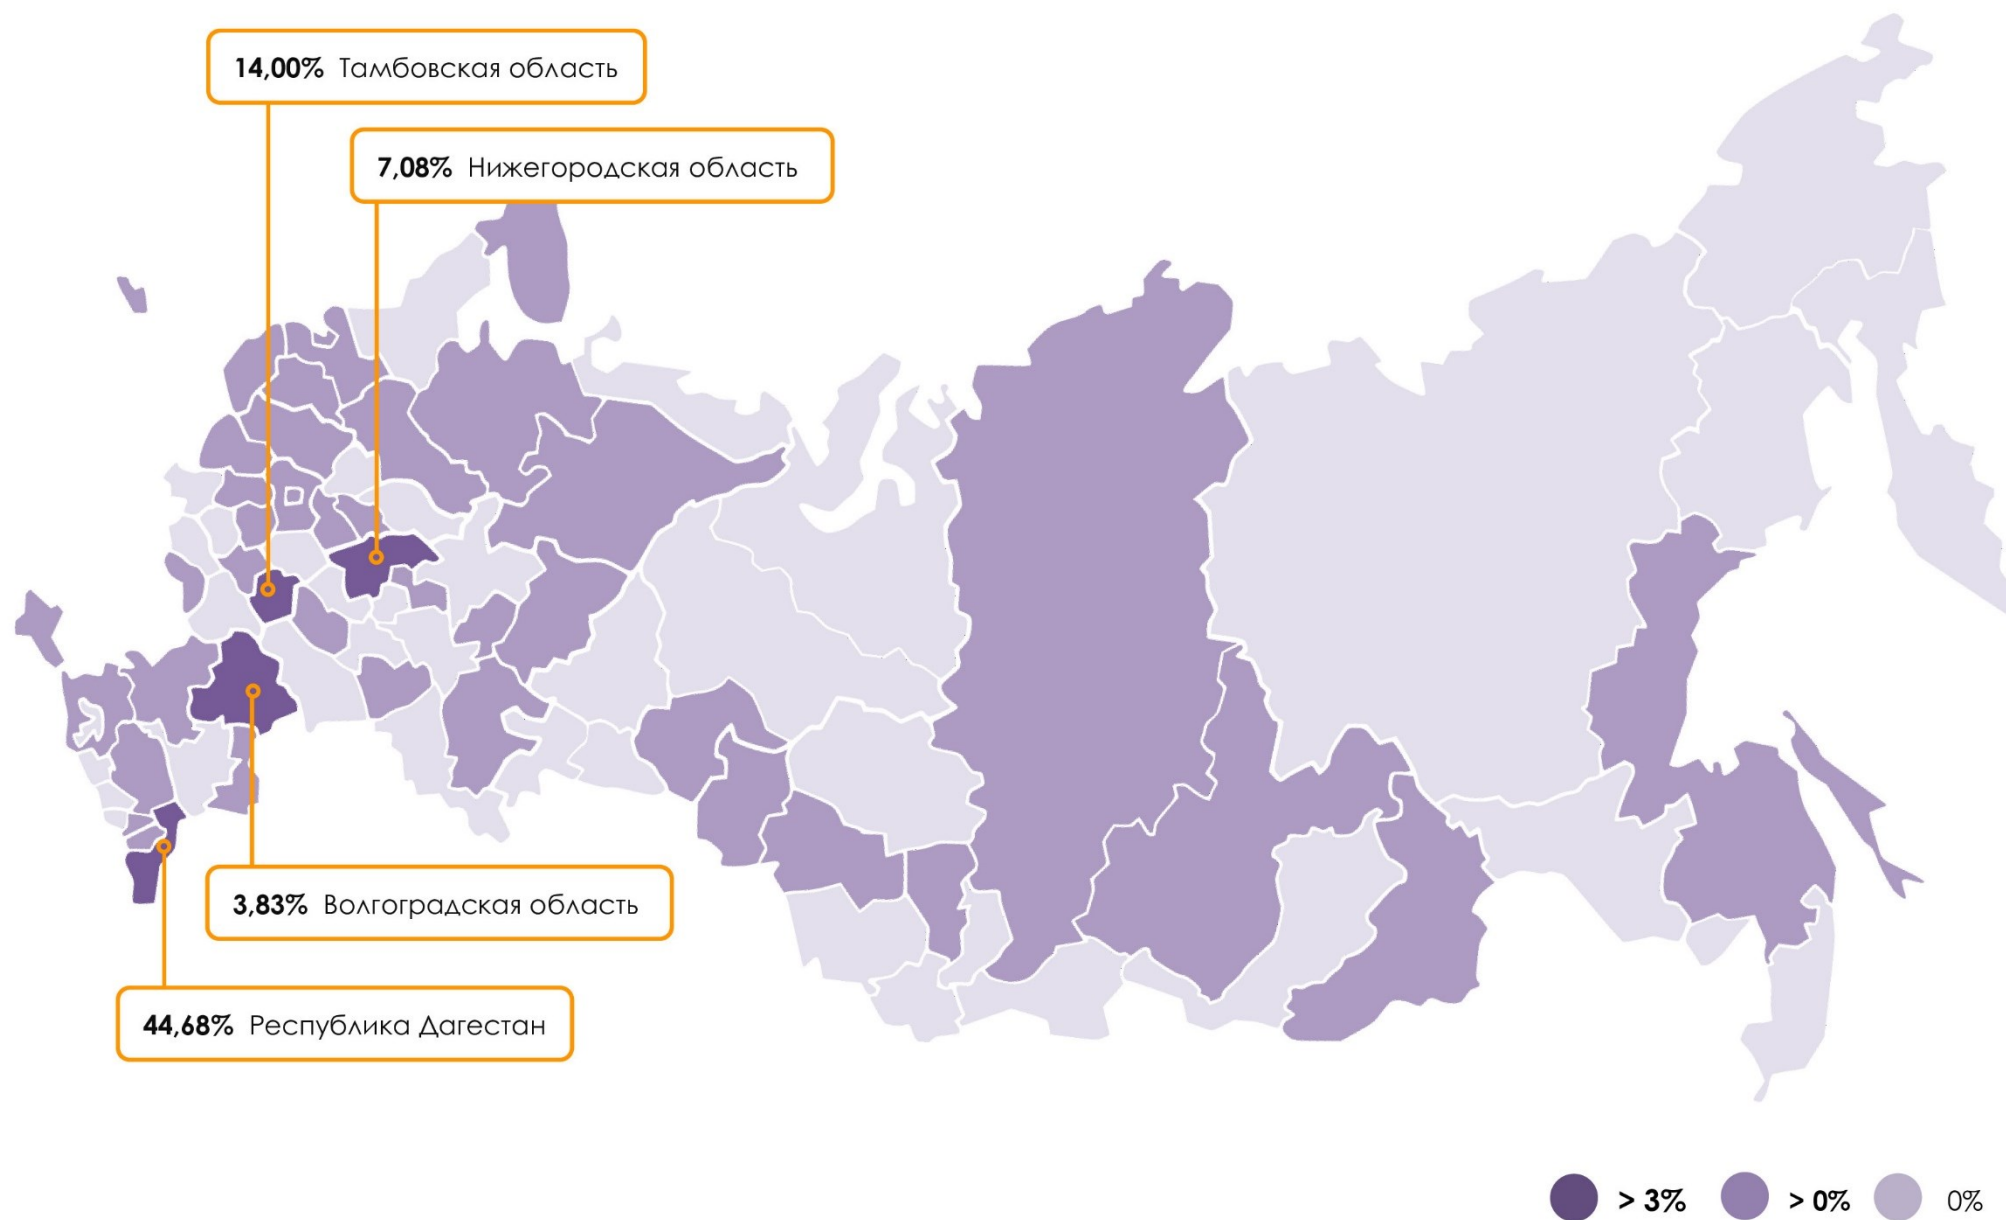 14,00% Тамбовская область
7,08% Нижегородская область
3,83% Волгоградская область
44,68% Республика Дагестан
> 3% > 0% 0%